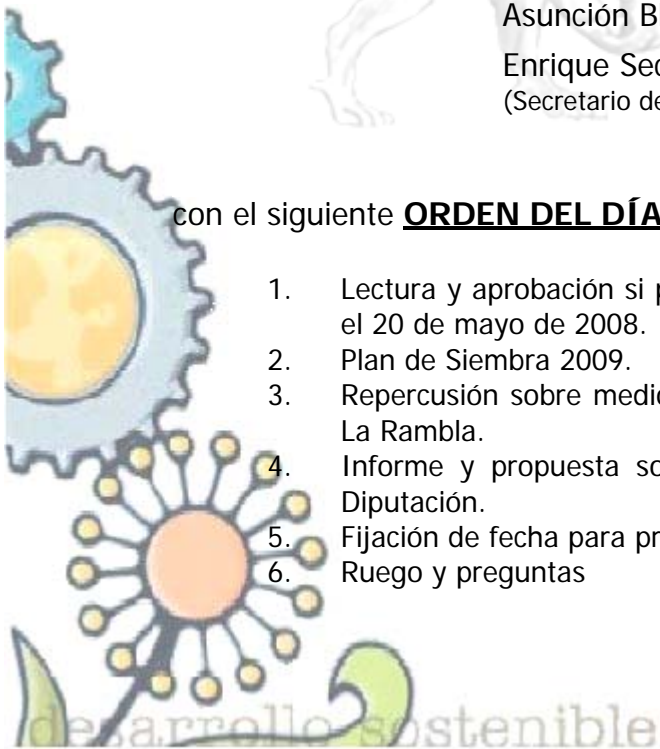 Asunción B
Enrique Sec
(Secretario de
con el siguiente ORDEN DEL DÍA
1. Lectura y aprobación si p
el 20 de mayo de 2008.
2. Plan de Siembra 2009.
3. Repercusión sobre medio
La Rambla.
4. Informe y propuesta so
Diputación.
5. Fijación de fecha para pr
6. Ruego y preguntas
desarrollo sostenible